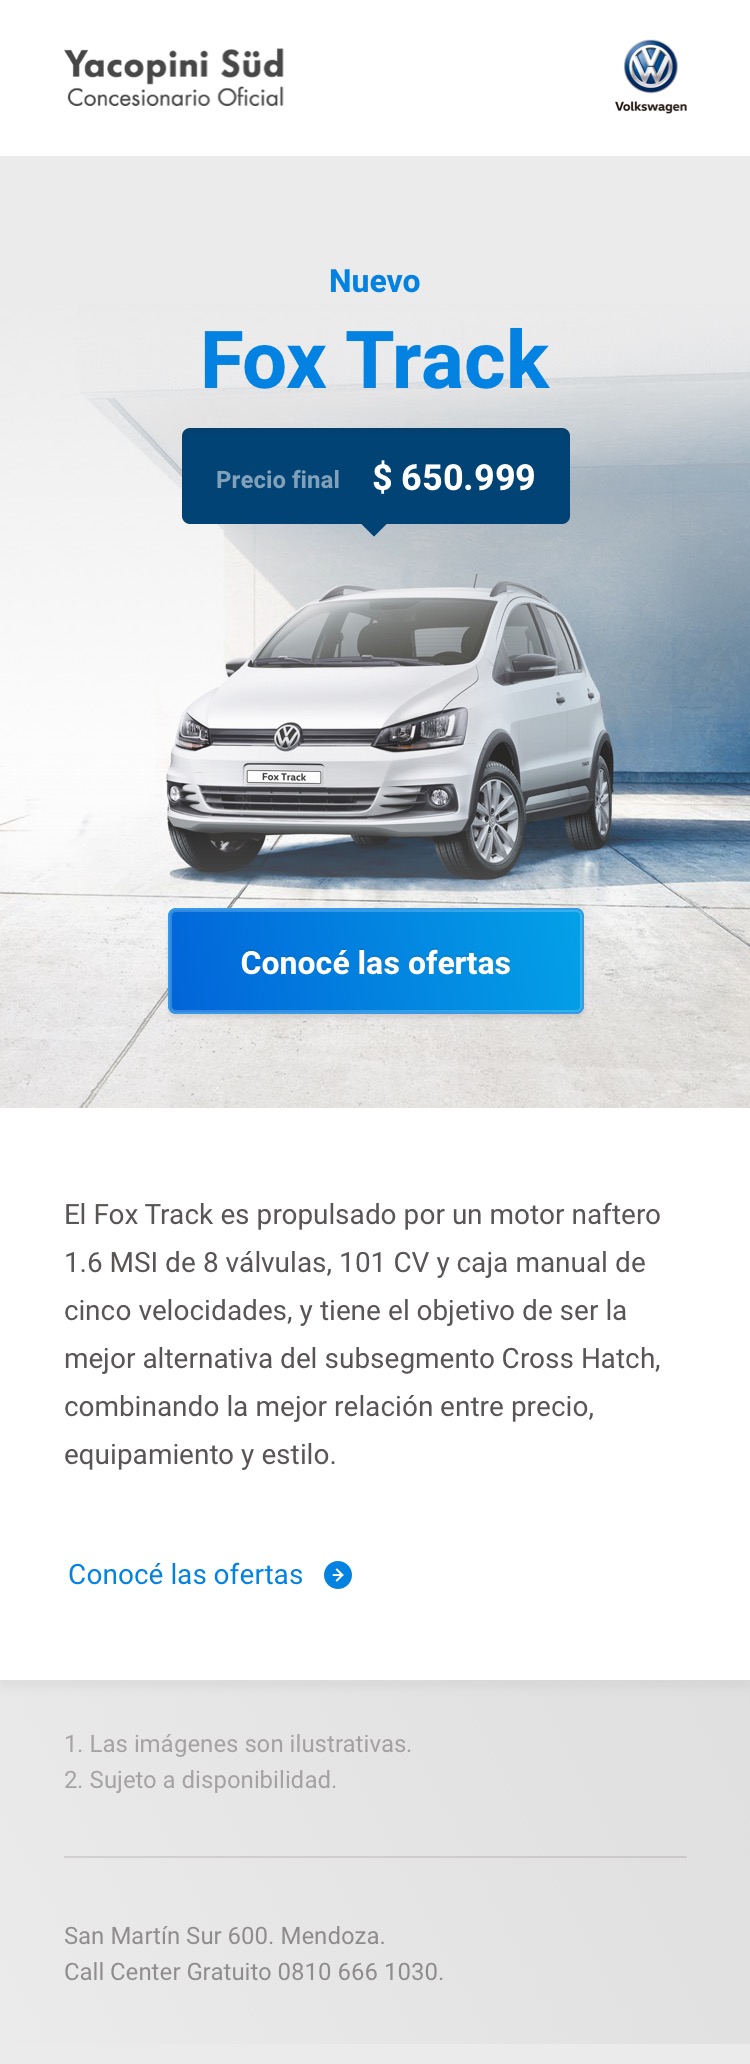 Yacopini Süd
Concesionario Oficial
Volkswagen
Nuevo
Fox Track
Precio final $ 650.999
Fox Track
Conocé las ofertas
El Fox Track es propulsado por un motor naftero
1.6 MSI de 8 válvulas, 101 CV y caja manual de
cinco velocidades, y tiene el objetivo de ser la
mejor alternativa del subsegmento Cross Hatch,
combinando la mejor relación entre precio,
equipamiento y estilo.
Conocé las ofertas
1. Las imágenes son ilustrativas.
2. Sujeto a disponibilidad.
San Martín Sur 600. Mendoza.
Call Center Gratuito 0810 666 1030.